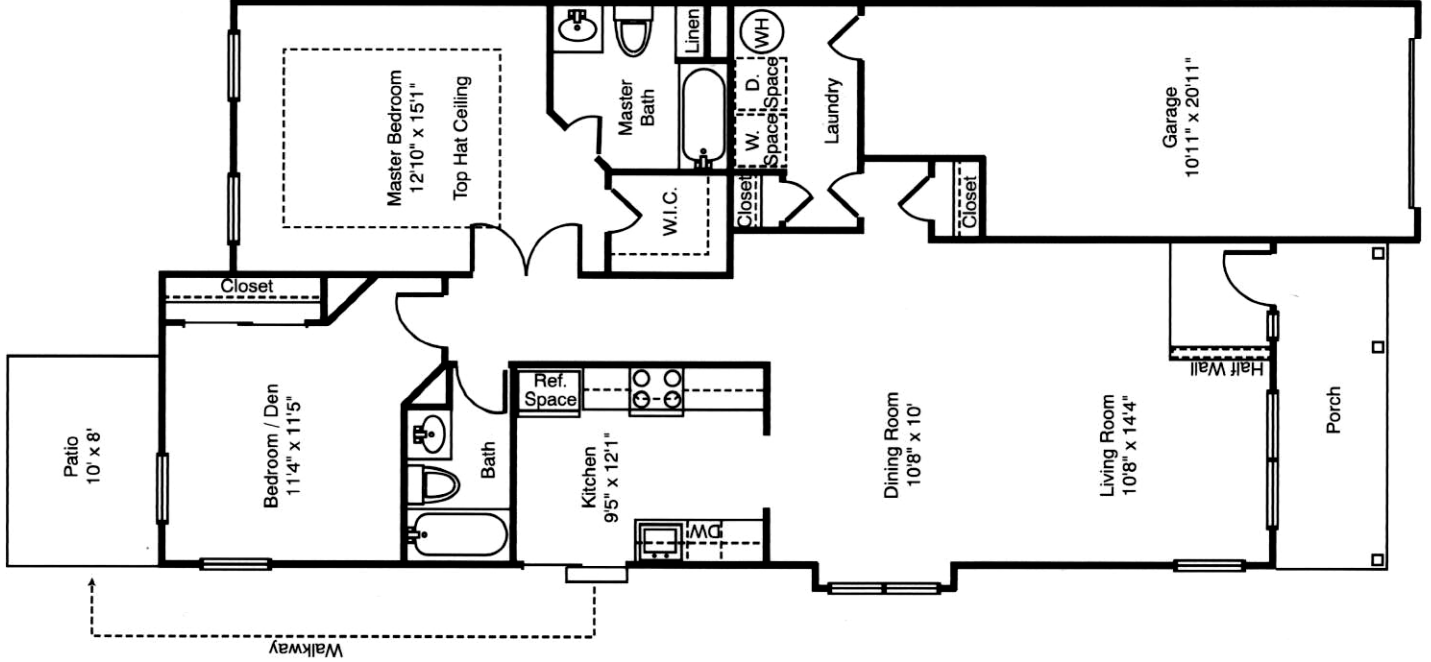 Master Bedroom
12'10" x 15'1"
Top Hat Ceiling
Linen
Master
Bath
WH
D.
Space
W.
Space
Laundry
Garage
10'11" x 20'11"
Closet
W.I.C.
Closet
Closet
Patio
10' x 8'
Bedroom / Den
11'4" x 11'5"
Bath
Ref.
Space
Kitchen
9'5" x 12'1"
DW
Dining Room
10'8" x 10'
Living Room
10'8" x 14'4"
Half Wall
Porch
Walkway